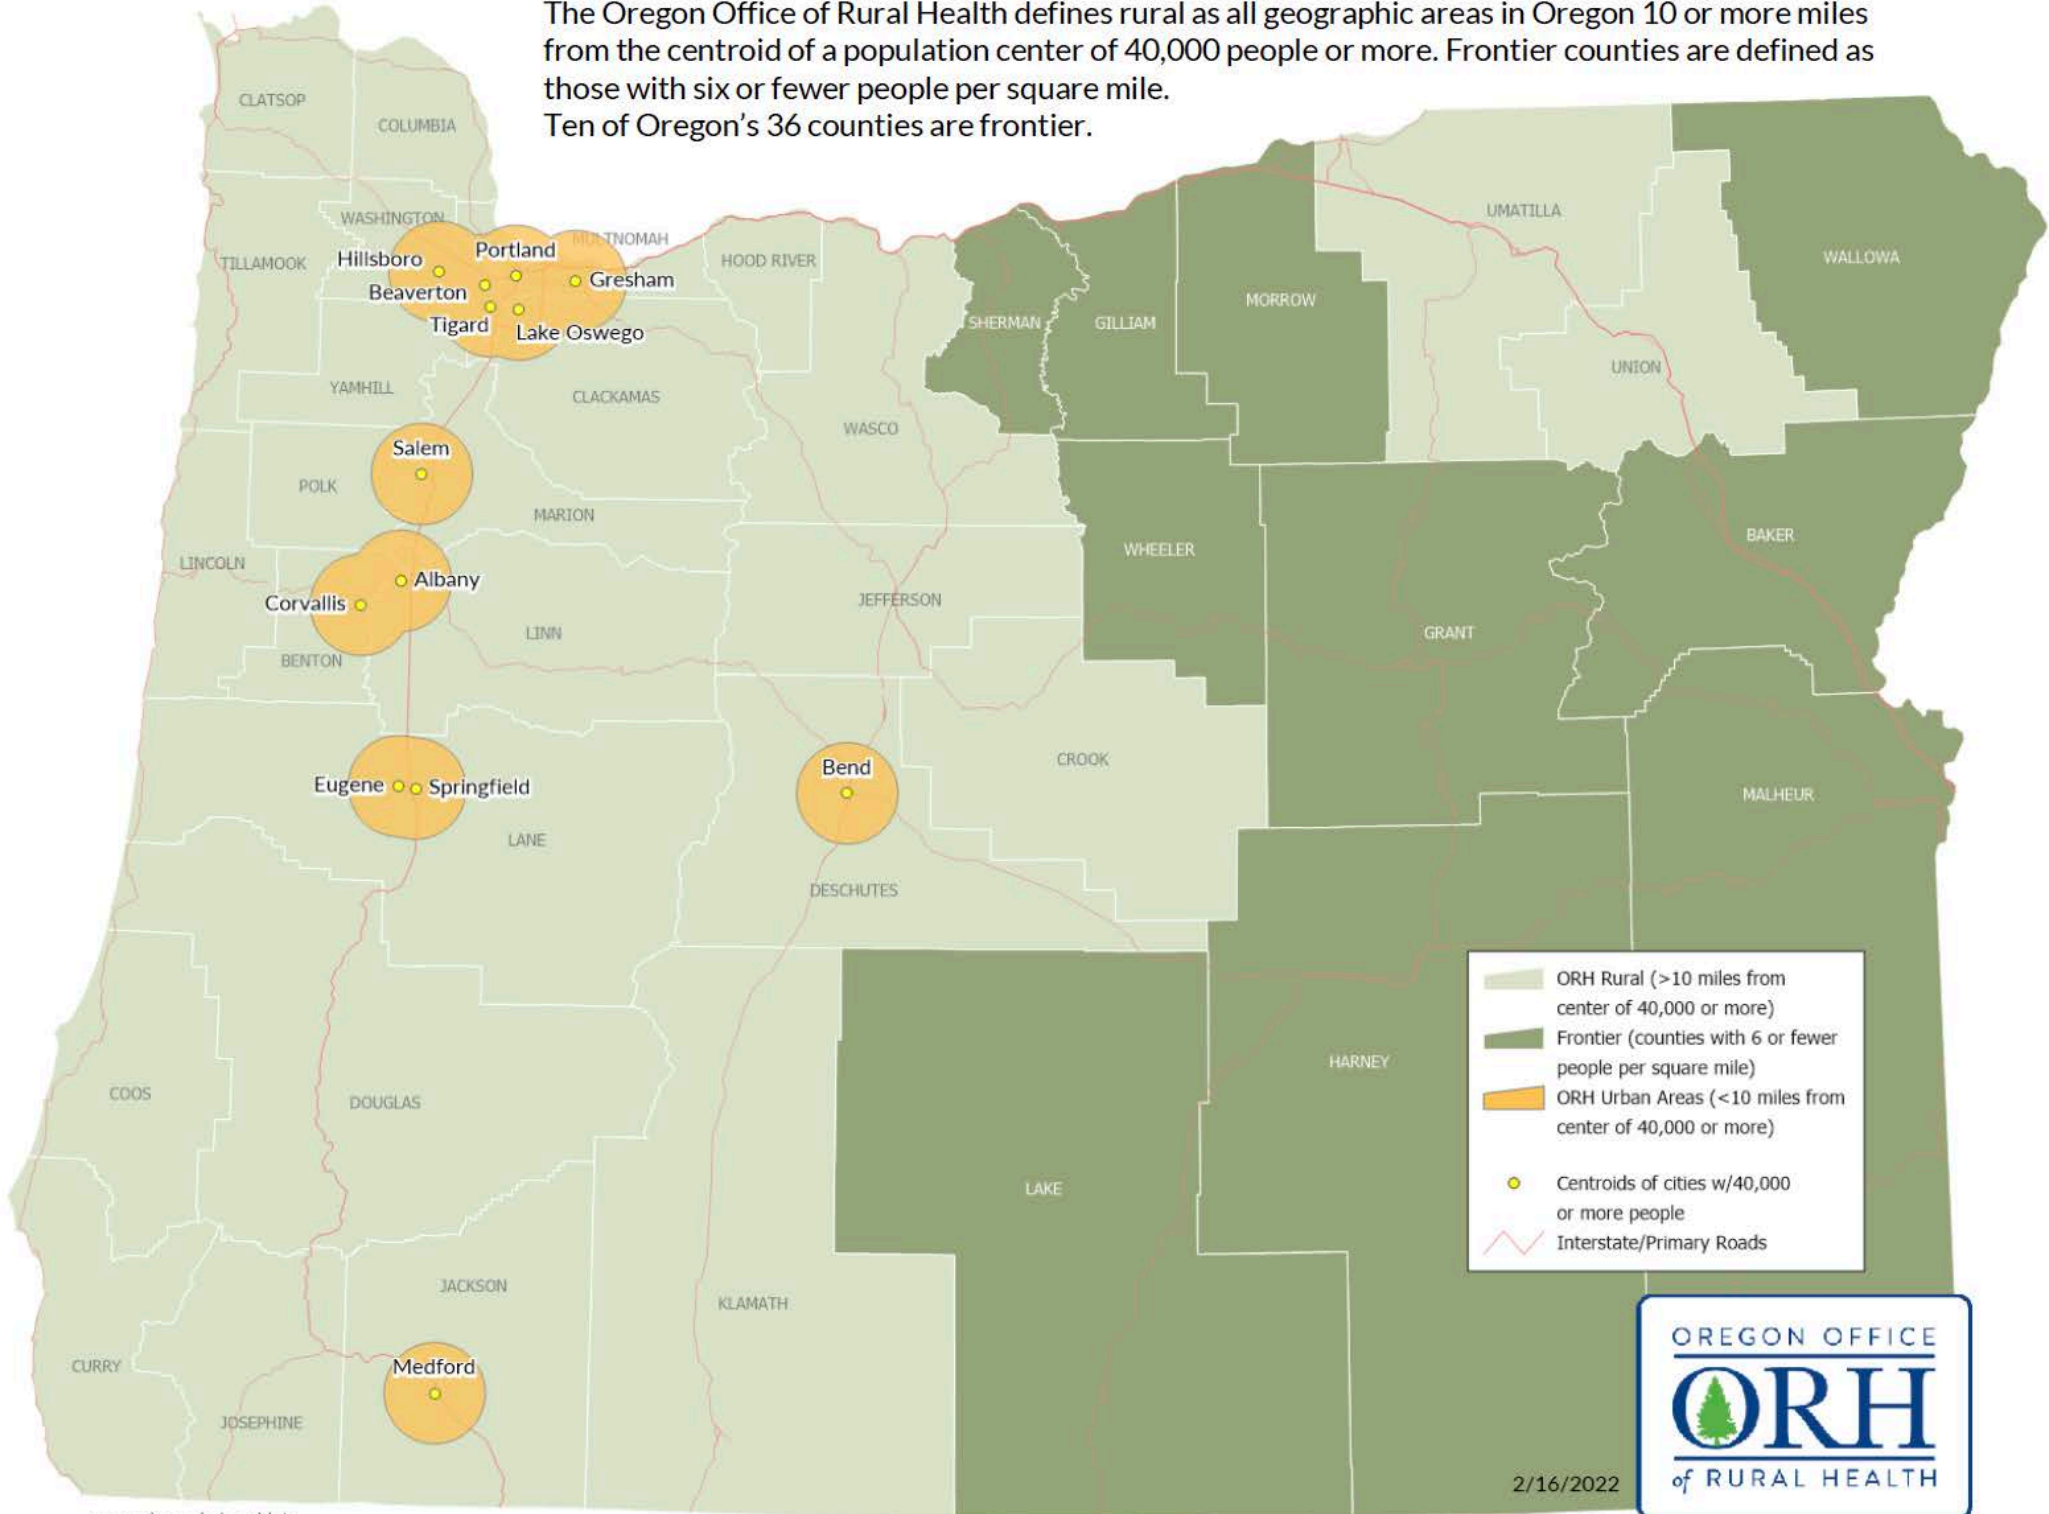 The Oregon Office of Rural Health defines rural as all geographic areas in Oregon 10 or more miles
from the centroid of a population center of 40,000 people or more. Frontier counties are defined as
those with six or fewer people per square mile.
Ten of Oregon's 36 counties are frontier.
CLATSOP
COLUMBIA
WASHINGTON
MULTNOMAH
TILLAMOOK
Hillsboro
Portland
Beaverton
Gresham
Tigard
Lake Oswego
HOOD RIVER
SHERMAN
GILLIAM
MORROW
UMATILLA
WALLOWA
UNION
YAMHILL
CLACKAMAS
WASCO
Salem
POLK
MARION
LINCOLN
Albany
Corvallis
LINN
BENTON
JEFFERSON
WHEELER
GRANT
BAKER
Eugene
Springfield
LANE
Bend
DESCHUTES
CROOK
MALHEUR
COOS
DOUGLAS
LAKE
HARNEY
CURRY
JOSEPHINE
JACKSON
Medford
KLAMATH
ORH Rural (>10 miles from
center of 40,000 or more)
Frontier (counties with 6 or fewer
people per square mile)
ORH Urban Areas (<10 miles from
center of 40,000 or more)
Centroids of cities w/40,000
or more people
Interstate/Primary Roads
2/16/2022
OREGON OFFICE
ORH
of RURAL HEALTH